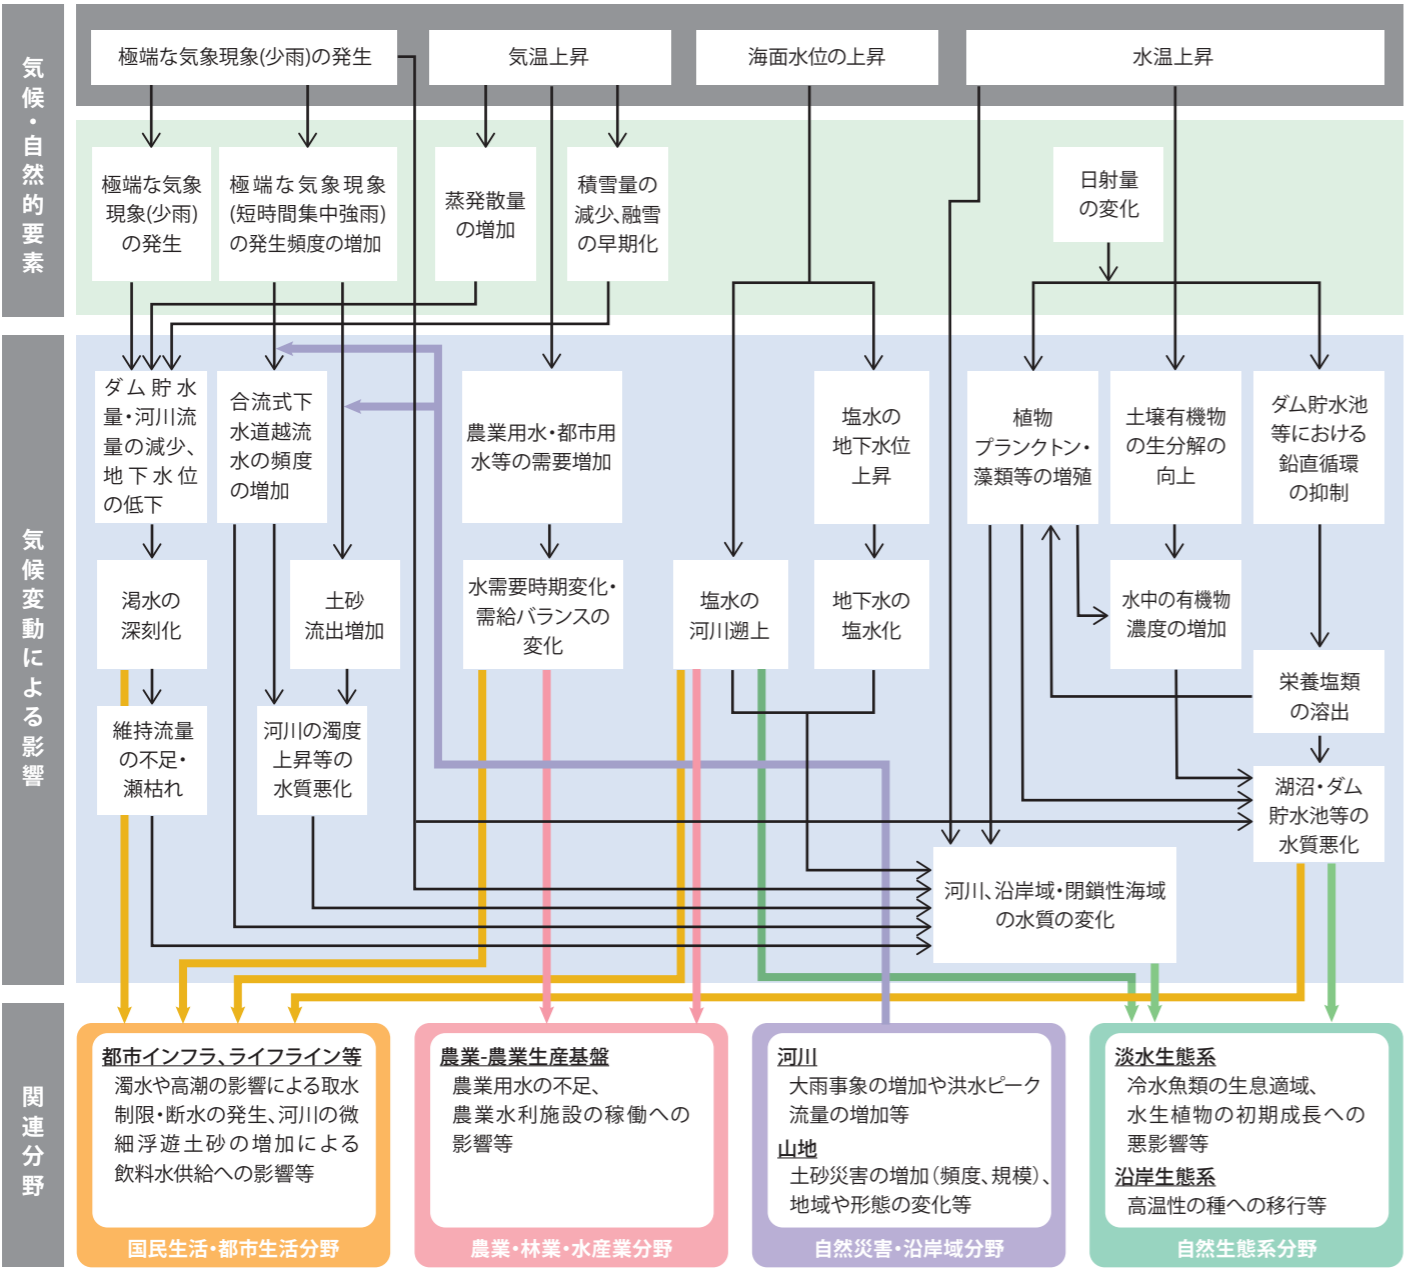 気候・自然的要素
極端な気象現象(少雨)の発生
気温上昇
海面水位の上昇
水温上昇
極端な気象
現象(少雨)
の発生
極端な気象現象
(短時間集中強雨)
の発生頻度の増加
蒸発散量
の増加
積雪量の
減少、融雪
の早期化
日射量
の変化
気候変動による影響
ダム貯水
量・河川流
量の減少、
地下水位
の低下
合流式下
水道越流
水の頻度
の増加
農業用水・都市用
水等の需要増加
塩水の
地下水位
上昇
植物
プランクトン・
藻類等の増殖
土壌有機物
の生分解の
向上
ダム貯水池
等における
鉛直循環
の抑制
渇水の
深刻化
土砂
流出増加
水需要時期変化・
需給バランスの
変化
塩水の
河川遡上
地下水の
塩水化
水中の有機物
濃度の増加
栄養塩類
の溶出
維持流量
の不足・
瀬枯れ
河川の濁度
上昇等の
水質悪化
湖沼・ダム
貯水池等の
水質悪化
河川、沿岸域・閉鎖性海域
の水質の変化
関連分野
都市インフラ、ライフライン等
濁水や高潮の影響による取水
制限・断水の発生、河川の微
細浮遊土砂の増加による
飲料水供給への影響等
国民生活・都市生活分野
農業-農業生産基盤
農業用水の不足、
農業水利施設の稼働への
影響等
農業・林業・水産業分野
河川
大雨事象の増加や洪水ピーク
流量の増加等
山地
土砂災害の増加（頻度、規模）、
地域や形態の変化等
自然災害・沿岸域分野
淡水生態系
冷水魚類の生息適域、
水生植物の初期成長への
悪影響等
沿岸生態系
高温性の種への移行等
自然生態系分野